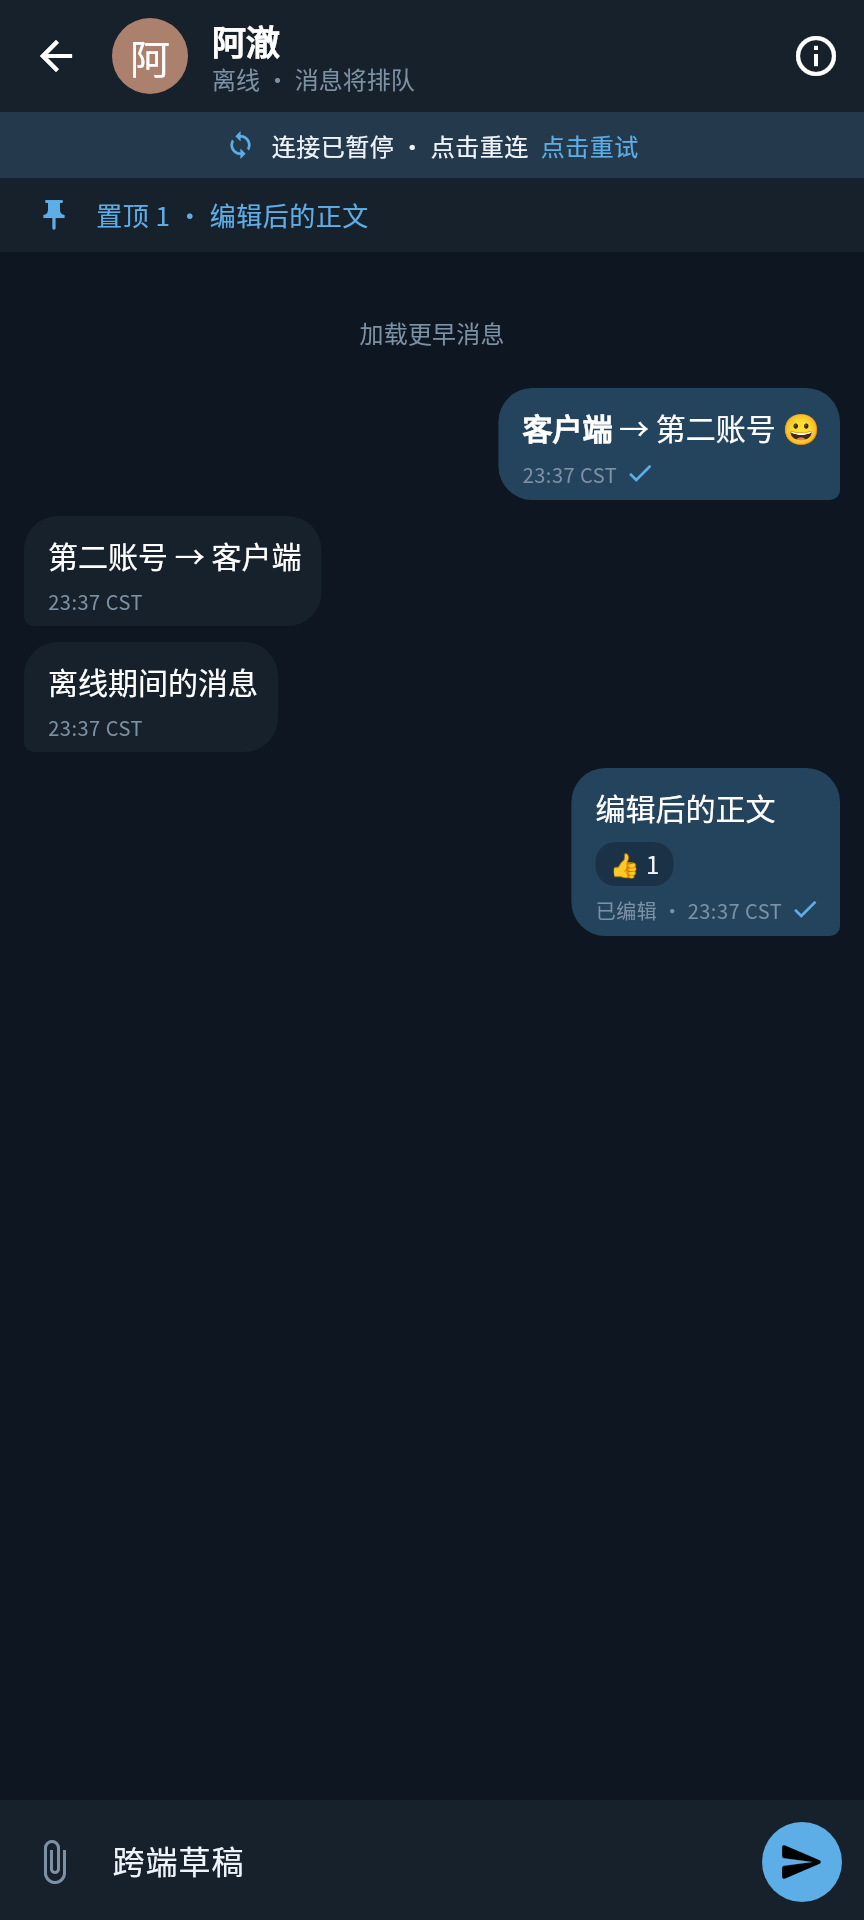 阿
阿澈
离线 · 消息将排队
连接已暂停 · 点击重连 点击重试
置顶 1 · 编辑后的正文
加载更早消息
客户端 → 第二账号 😀
23:37 CST
第二账号 → 客户端
23:37 CST
离线期间的消息
23:37 CST
编辑后的正文
👍 1
已编辑 · 23:37 CST
跨端草稿